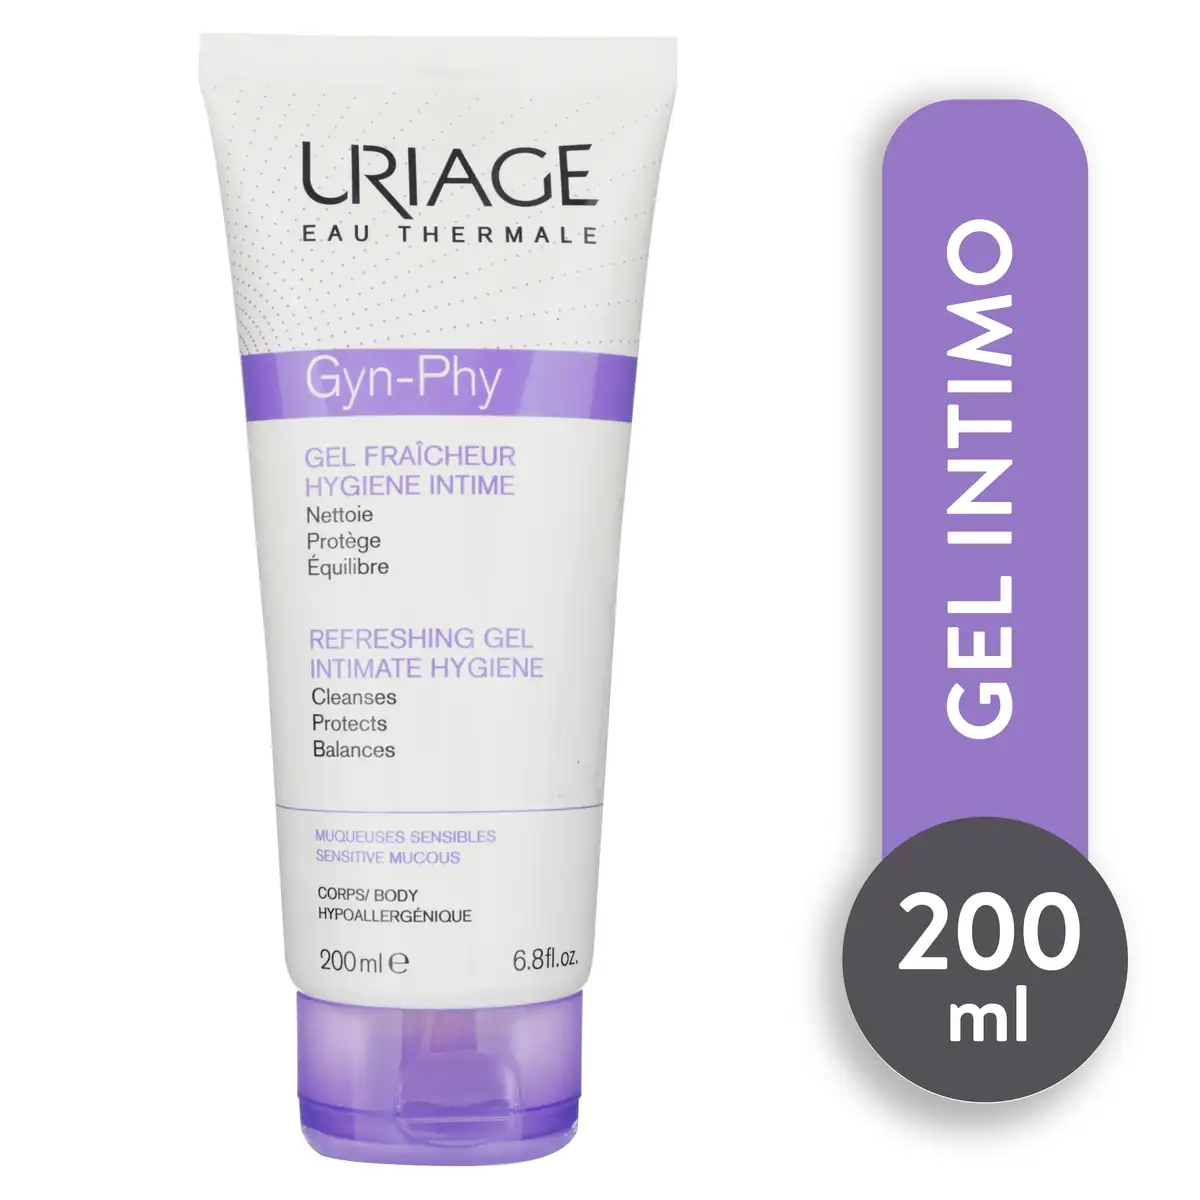 URIAGE
EAU THERMALE
Gyn-Phy
GEL FRAÎCHEUR
HYGIENE INTIME
Nettoie
Protège
Équilibre
REFRESHING GEL
INTIMATE HYGIENE
Cleanses
Protects
Balances
MUQUEUSES SENSIBLES
SENSITIVE MUCOUS
CORPS/ BODY
HYPOALLERGÉNIQUE
200ml e 6.8fl.oz.
GEL INTIMO
200
ml